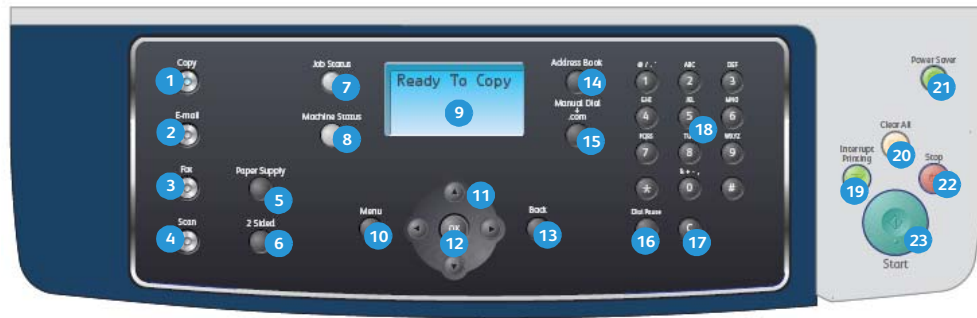 Copy
1
E-mail
2
Fax
3
Scan
4
Paper Supply
5
2 Sided
6
Job Status
7
Machine Status
8
Ready To Copy
9
Menu
10
11
OK
12
Back
13
Address Book
14
Manual Dial
+
.com
15
@ / . '
ABC
DEF
1
2
3
GHI
JKL
MNO
4
5
6
18
PQRS
WXYZ
7
8
9
& + - ,
*
0
#
Dial Pause
16
C
17
Power Saver
21
Clear All
20
Interrupt
Printing
19
Stop
22
23
Start